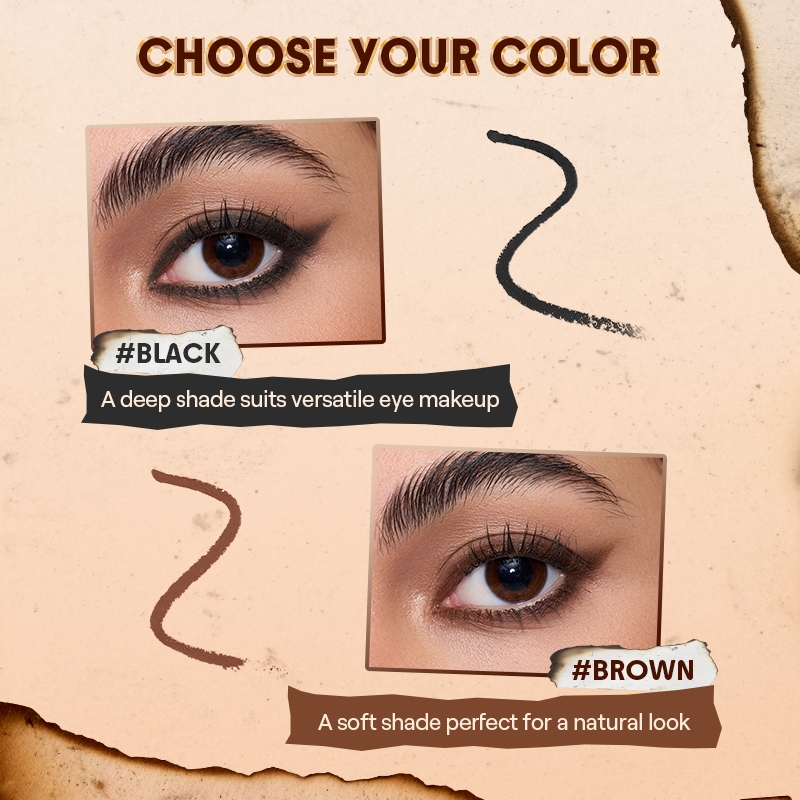 CHOOSE YOUR COLOR
#BLACK
A deep shade suits versatile eye makeup
#BROWN
A soft shade perfect for a natural look